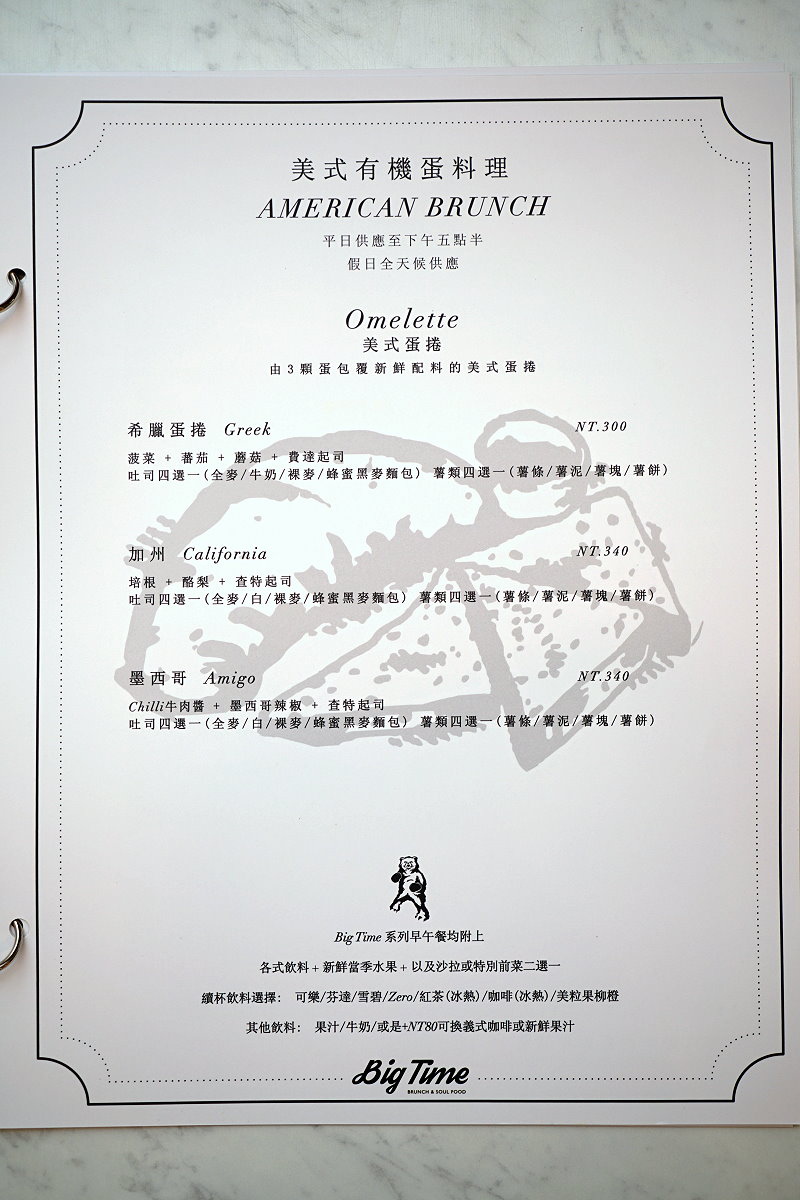 美式有機蛋料理
AMERICAN BRUNCH
平日供應至下午五點半
假日全天候供應
Omelette
美式蛋捲
由3顆蛋包覆新鮮配料的美式蛋捲
希臘蛋捲 Greek NT.300
菠菜 + 蕃茄 + 蘑菇 + 費達起司
吐司四選一(全麥/牛奶/裸麥/蜂蜜黑麥麵包) 薯類四選一(薯條/薯泥/薯塊/薯餅)
加州 California NT.340
培根 + 酪梨 + 查特起司
吐司四選一(全麥/白/裸麥/蜂蜜黑麥麵包) 薯類四選一(薯條/薯泥/薯塊/薯餅)
墨西哥 Amigo NT.340
Chilli牛肉醬 + 墨西哥辣椒 + 查特起司
吐司四選一(全麥/白/裸麥/蜂蜜黑麥麵包) 薯類四選一(薯條/薯泥/薯塊/薯餅)
Big Time 系列早午餐均附上
各式飲料+新鮮當季水果+以及沙拉或特別前菜二選一
續杯飲料選擇： 可樂/芬達/雪碧/Zero/紅茶(冰熱)/咖啡(冰熱)/美粒果柳橙
其他飲料： 果汁/牛奶/或是+NT80可換義式咖啡或新鮮果汁
Big Time
BRUNCH & SOUL FOOD